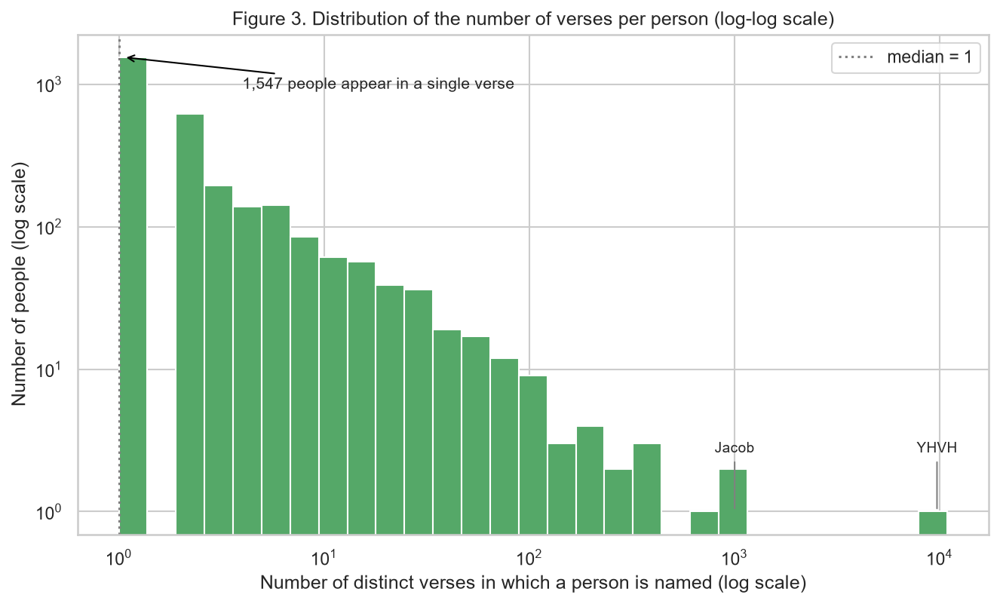 Figure 3. Distribution of the number of verses per person (log-log scale)
median = 1
1,547 people appear in a single verse
Number of people (log scale)
10³
10²
10¹
10⁰
Jacob
YHVH
10⁰
10¹
10²
10³
10⁴
Number of distinct verses in which a person is named (log scale)